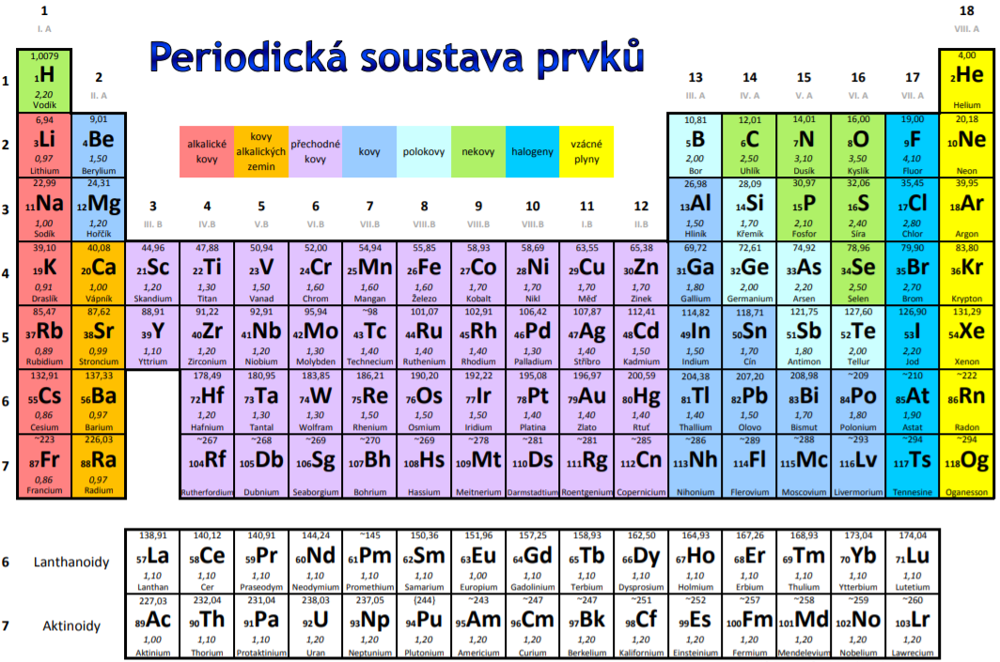 1
18
I. A
VIII. A
Periodická soustava prvků
1
1,0079
1H
2,20
Vodík
2
II. A
13
III. A
14
IV. A
15
V. A
16
VI. A
17
VII. A
4,00
2He
Helium
alkalické kovy
kovy alkalických zemin
přechodné kovy
kovy
polokovy
nekovy
halogeny
vzácné plyny
2
6,94 9,01 10,81 12,01 14,01 16,00 19,00 20,18
3Li 4Be 5B 6C 7N 8O 9F 10Ne
0,97 1,50 2,00 2,50 3,10 3,50 4,10
Lithium Berylium Bor Uhlík Dusík Kyslík Fluor Neon
3
22,99 24,31 26,98 28,09 30,97 32,06 35,45 39,95
11Na 12Mg 13Al 14Si 15P 16S 17Cl 18Ar
1,00 1,20 1,50 1,70 2,10 2,40 2,80
Sodík Hořčík Hliník Křemík Fosfor Síra Chlor Argon
3 4 5 6 7 8 9 10 11 12
III. B IV.B V.B VI.B VII.B VIII.B VIII.B VIII.B I.B II.B
4
39,10 40,08 44,96 47,88 50,94 52,00 54,94 55,85 58,93 58,69 63,55 65,38 69,72 72,61 74,92 78,96 79,90 83,80
19K 20Ca 21Sc 22Ti 23V 24Cr 25Mn 26Fe 27Co 28Ni 29Cu 30Zn 31Ga 32Ge 33As 34Se 35Br 36Kr
0,91 1,00 1,20 1,30 1,50 1,60 1,60 1,60 1,70 1,70 1,70 1,70 1,80 2,00 2,20 2,50 2,70
Draslík Vápník Skandium Titan Vanad Chrom Mangan Železo Kobalt Nikl Měď Zinek Gallium Germanium Arsen Selen Brom Krypton
5
85,47 87,62 88,91 91,22 92,91 95,94 ~98 101,07 102,91 106,42 107,87 112,41 114,82 118,71 121,75 127,60 126,90 131,29
37Rb 38Sr 39Y 40Zr 41Nb 42Mo 43Tc 44Ru 45Rh 46Pd 47Ag 48Cd 49In 50Sn 51Sb 52Te 53I 54Xe
0,89 0,99 1,10 1,20 1,20 1,30 1,40 1,40 1,40 1,30 1,40 1,50 1,50 1,70 1,80 2,00 2,20
Rubidium Stroncium Yttrium Zirconium Niobium Molybden Technecium Ruthenium Rhodium Palladium Stříbro Kadmium Indium Cín Antimon Tellur Jod Xenon
6
132,91 137,33 178,49 180,95 183,85 186,21 190,20 192,22 195,08 196,97 200,59 204,38 207,20 208,98 ~209 ~210 ~222
55Cs 56Ba 72Hf 73Ta 74W 75Re 76Os 77Ir 78Pt 79Au 80Hg 81Tl 82Pb 83Bi 84Po 85At 86Rn
0,86 0,97 1,20 1,30 1,30 1,50 1,50 1,50 1,40 1,40 1,40 1,40 1,50 1,70 1,80 1,90
Cesium Barium Hafnium Tantal Wolfram Rhenium Osmium Iridium Platina Zlato Rtuť Thallium Olovo Bismut Polonium Astat Radon
7
~223 226,03 ~267 ~268 ~269 ~270 ~269 ~278 ~281 ~281 ~285 ~286 ~289 ~288 ~293 ~294 ~294
87Fr 88Ra 104Rf 105Db 106Sg 107Bh 108Hs 109Mt 110Ds 111Rg 112Cn 113Nh 114Fl 115Mc 116Lv 117Ts 118Og
0,86 0,97
Francium Radium Rutherfordium Dubnium Seaborgium Bohrium Hassium Meitnerium Darmstadtium Roentgenium Copernicium Nihonium Flerovium Moscovium Livermorium Tennesine Oganesson
6 Lanthanoidy
138,91 140,12 140,91 144,24 ~145 150,36 151,96 157,25 158,93 162,50 164,93 167,26 168,93 173,04 174,04
57La 58Ce 59Pr 60Nd 61Pm 62Sm 63Eu 64Gd 65Tb 66Dy 67Ho 68Er 69Tm 70Yb 71Lu
1,10 1,10 1,10 1,10 1,10 1,10 1,00 1,10 1,10 1,10 1,10 1,10 1,10 1,10 1,10
Lanthan Cer Praseodym Neodymium Promethium Samarium Europium Gadolinium Terbium Dysprosium Holmium Erbium Thulium Ytterbium Lutetium
7 Aktinoidy
227,03 232,04 231,04 238,03 237,05 (244) ~243 ~247 ~247 ~251 ~252 ~257 ~258 ~259 ~260
89Ac 90Th 91Pa 92U 93Np 94Pu 95Am 96Cm 97Bk 98Cf 99Es 100Fm 101Md 102No 103Lr
1,00 1,10 1,10 1,20 1,20 1,20 1,20 1,20 1,20 1,20 1,20 1,20 1,20 1,20 1,20
Aktinium Thorium Protaktinium Uran Neptunium Plutonium Americium Curium Berkelium Kalifornium Einsteinium Fermium Mendelevium Nobelium Lawrecium